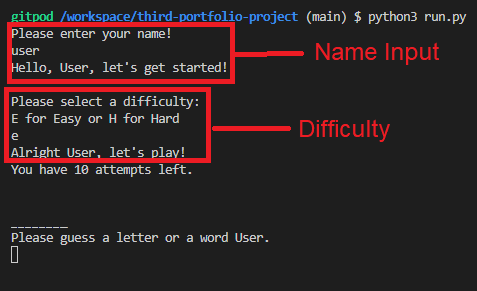 gitpod /workspace/third-portfolio-project (main) $ python3 run.py
Please enter your name!
user
Hello, User, let's get started!
Name Input
Please select a difficulty:
E for Easy or H for Hard
e
Alright User, let's play!
Difficulty
You have 10 attempts left.
________
Please guess a letter or a word User.